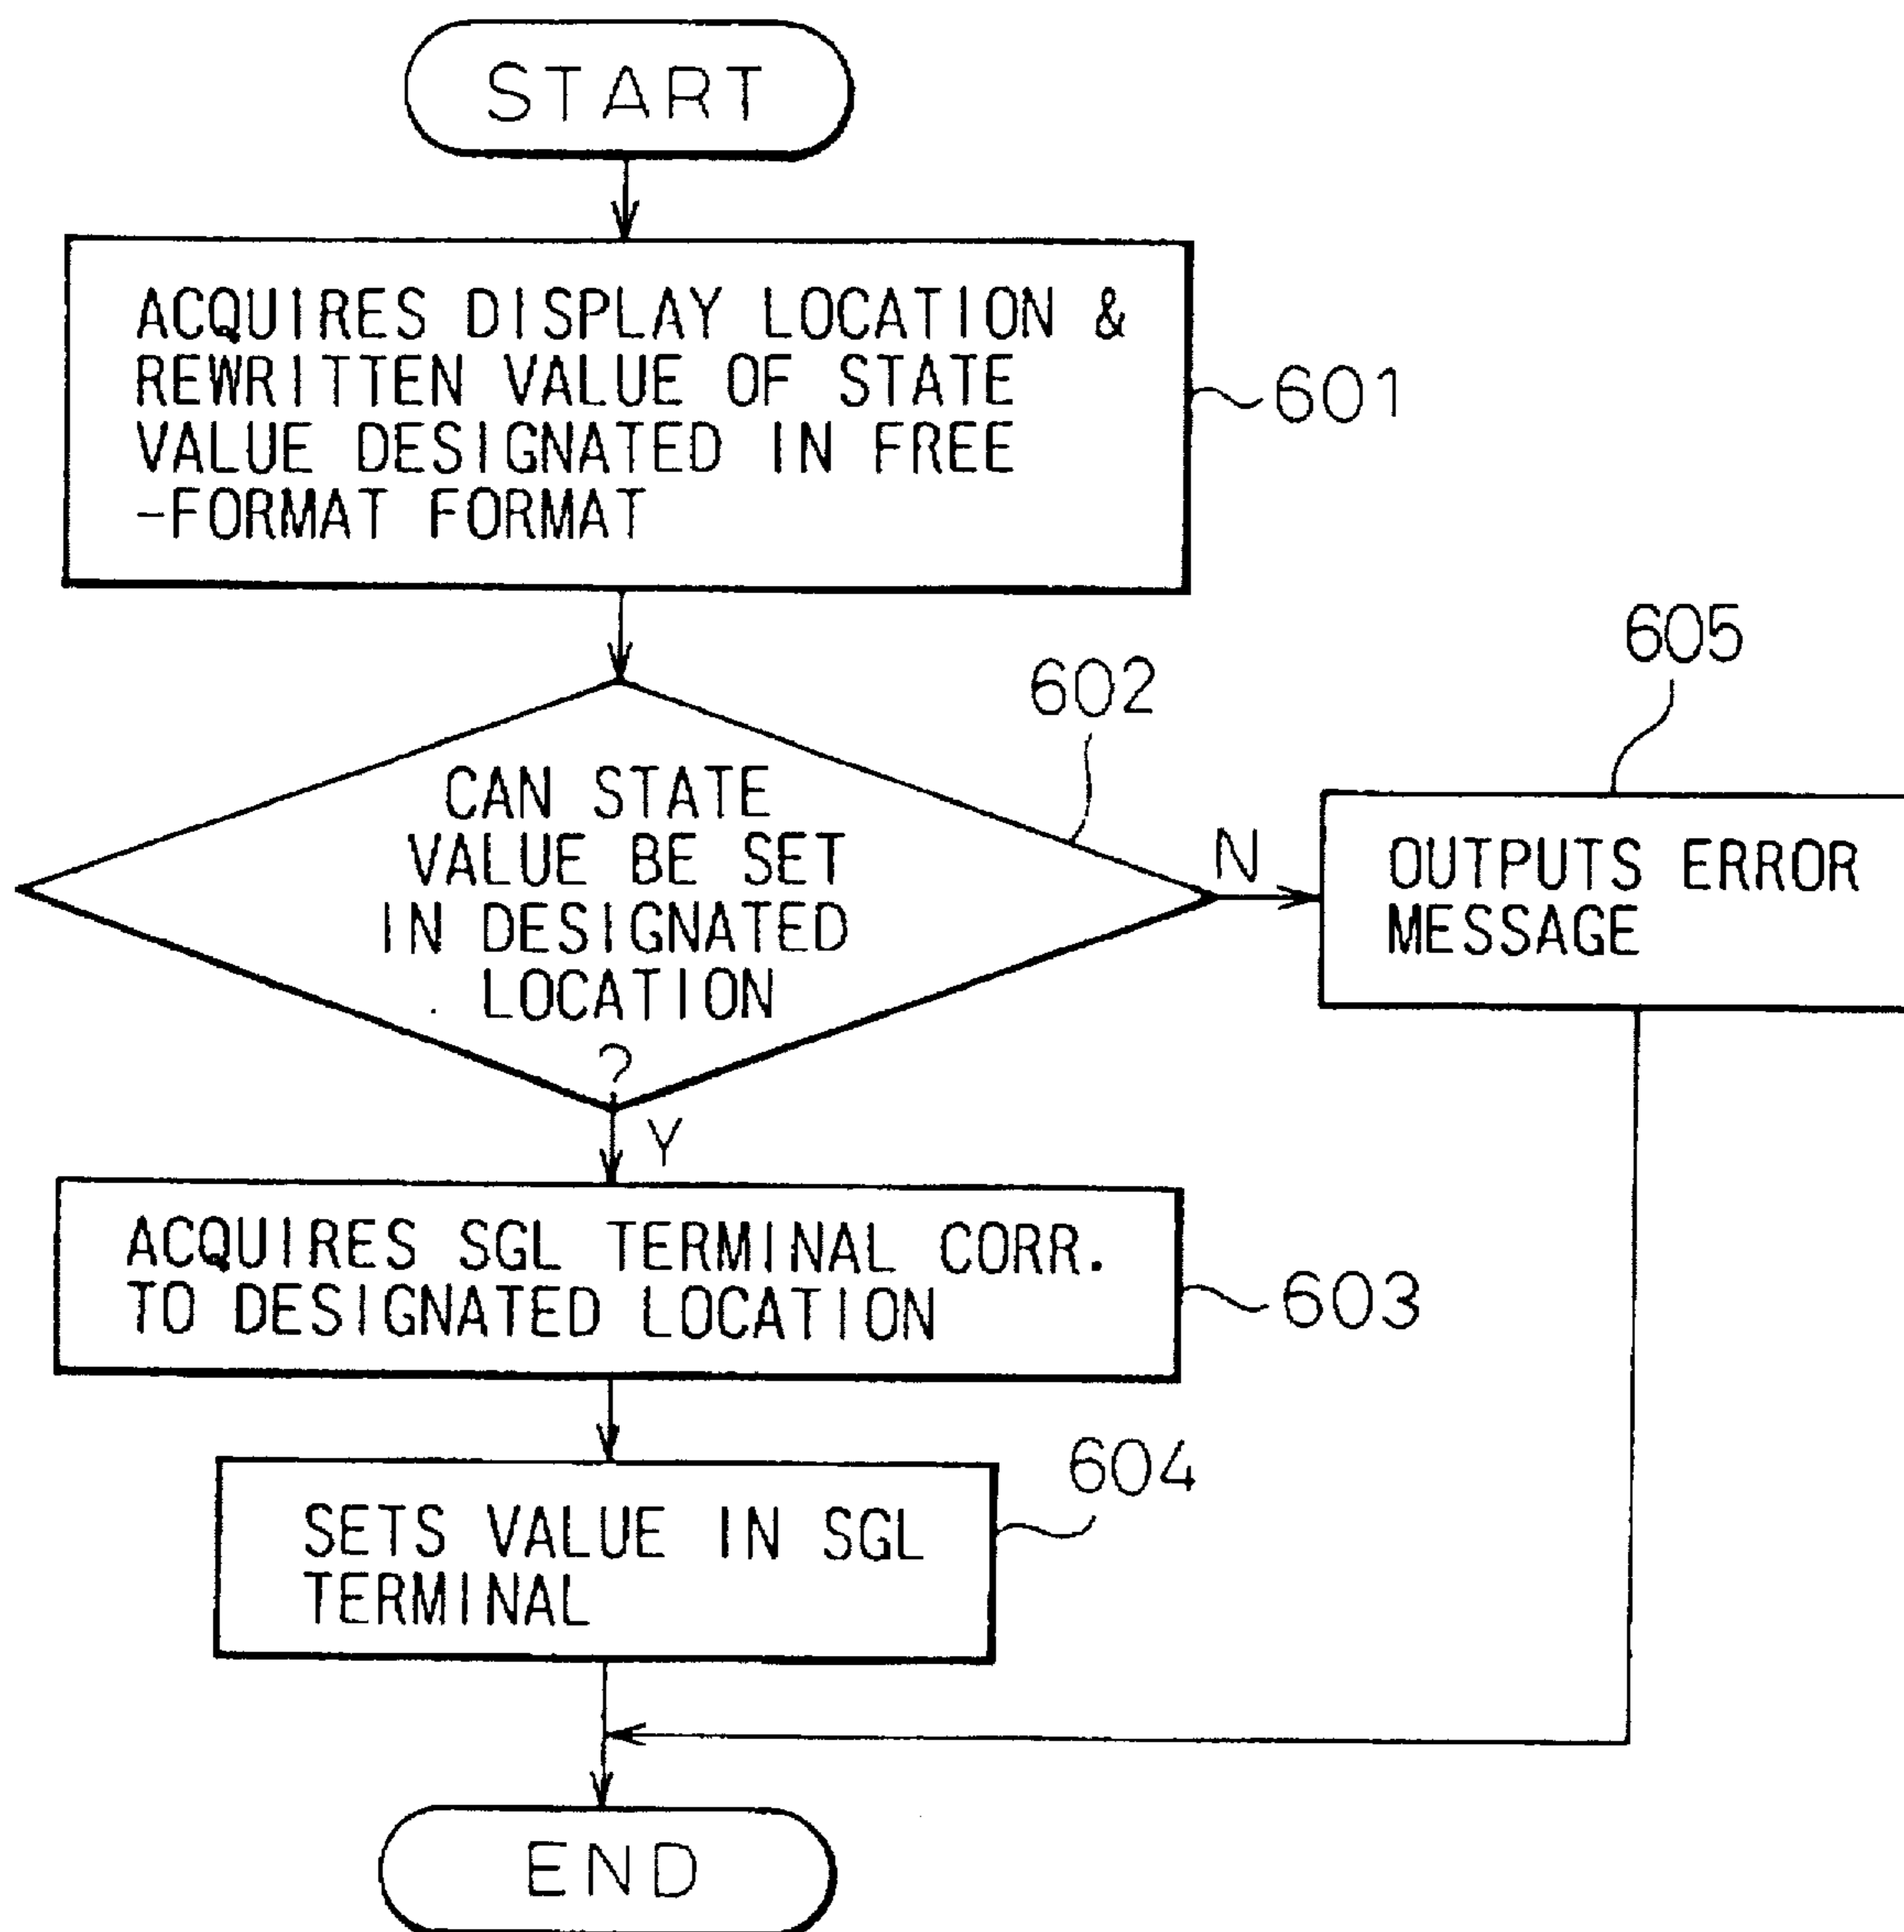 START
ACQUIRES DISPLAY LOCATION &
REWRITTEN VALUE OF STATE
VALUE DESIGNATED IN FREE
-FORMAT FORMAT
601
602
CAN STATE
VALUE BE SET
IN DESIGNATED
LOCATION
?
N
605
OUTPUTS ERROR
MESSAGE
Y
ACQUIRES SGL TERMINAL CORR.
TO DESIGNATED LOCATION
603
604
SETS VALUE IN SGL
TERMINAL
END